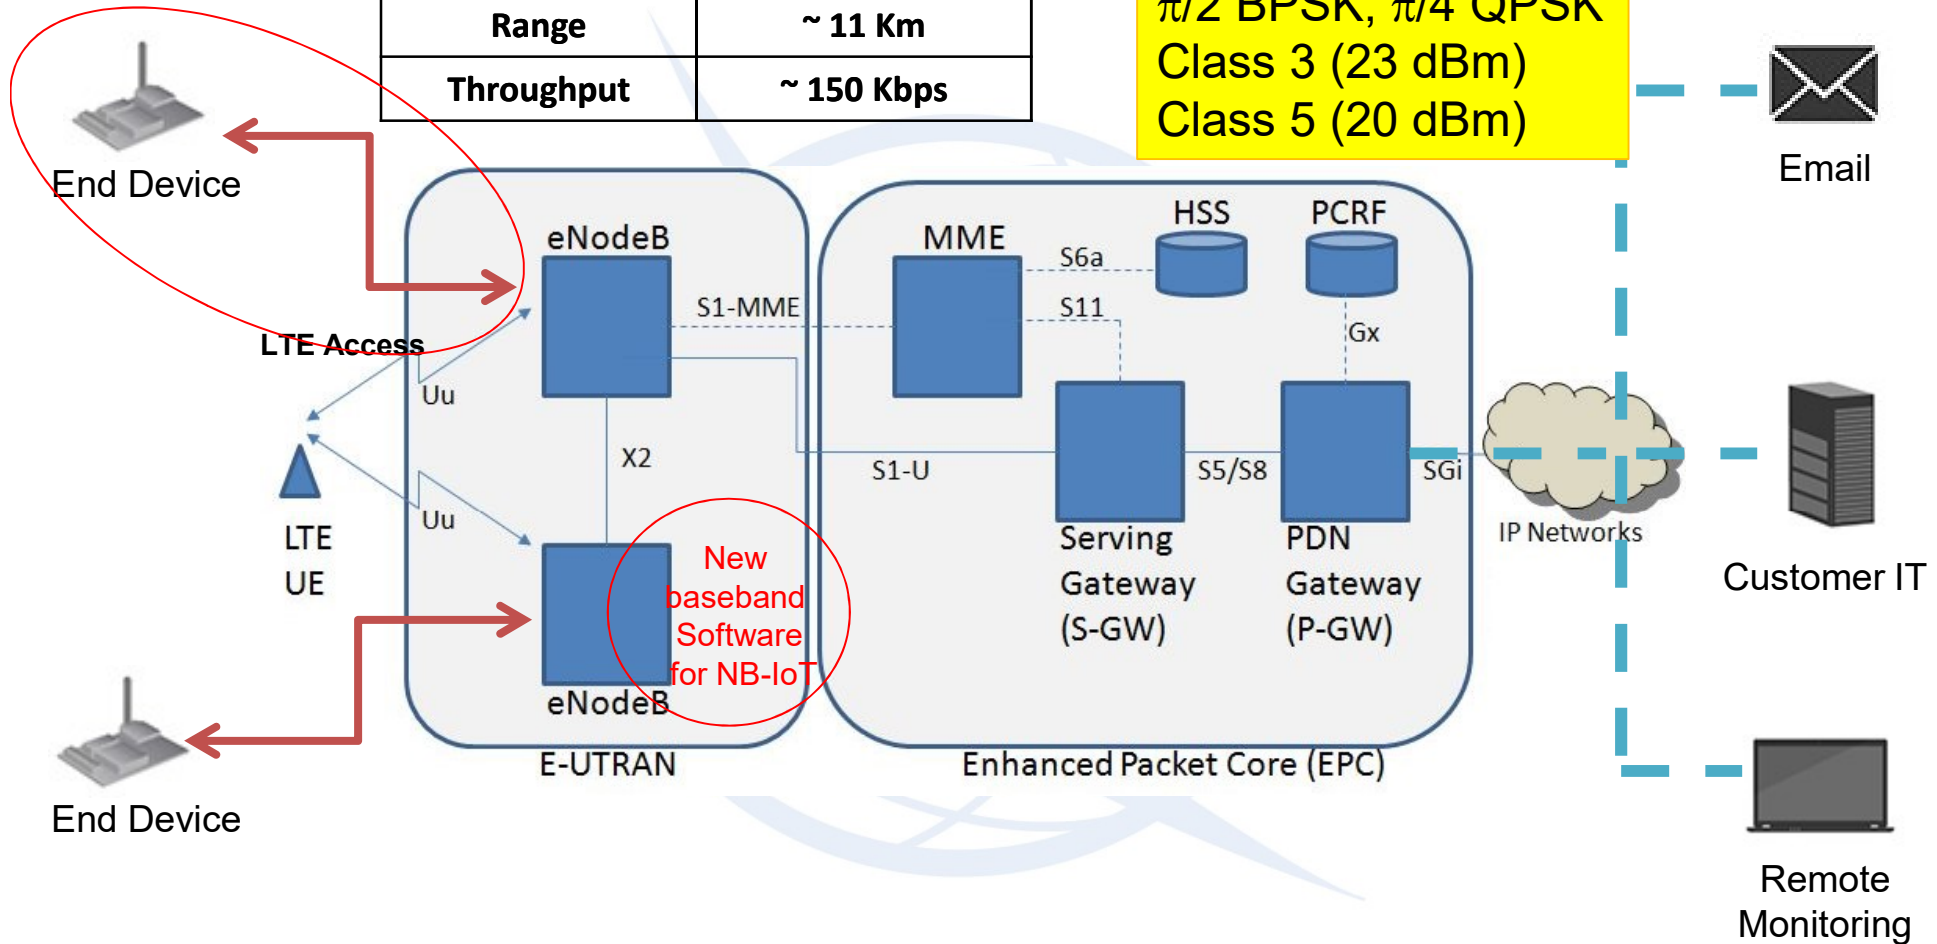 Range ~ 11 Km
Throughput ~ 150 Kbps
π/2 BPSK, π/4 QPSK
Class 3 (23 dBm)
Class 5 (20 dBm)
End Device
Email
eNodeB
MME
HSS
PCRF
S6a
S1-MME
S11
Gx
LTE Access
Uu
X2
S1-U
S5/S8
SGi
Uu
LTE
UE
IP Networks
Serving
Gateway
(S-GW)
PDN
Gateway
(P-GW)
Customer IT
New
baseband
Software
for NB-IoT
eNodeB
E-UTRAN
Enhanced Packet Core (EPC)
End Device
Remote
Monitoring